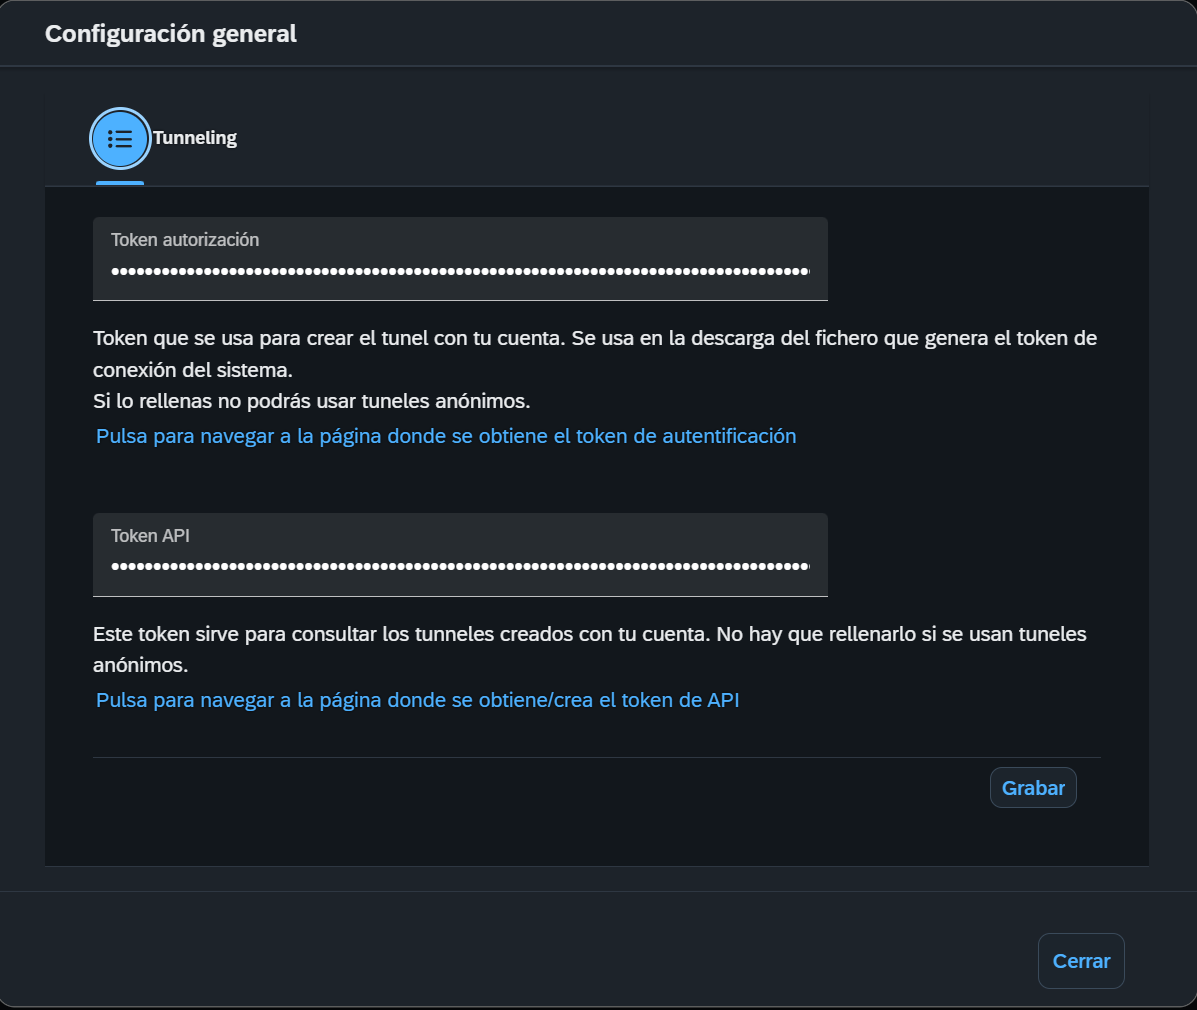 Configuración general
Tunneling
Token autorización
Token que se usa para crear el tunel con tu cuenta. Se usa en la descarga del fichero que genera el token de
conexión del sistema.
Si lo rellenas no podrás usar tuneles anónimos.
Pulsa para navegar a la página donde se obtiene el token de autentificación
Token API
Este token sirve para consultar los tunneles creados con tu cuenta. No hay que rellenarlo si se usan tuneles
anónimos.
Pulsa para navegar a la página donde se obtiene/crea el token de API
Grabar
Cerrar